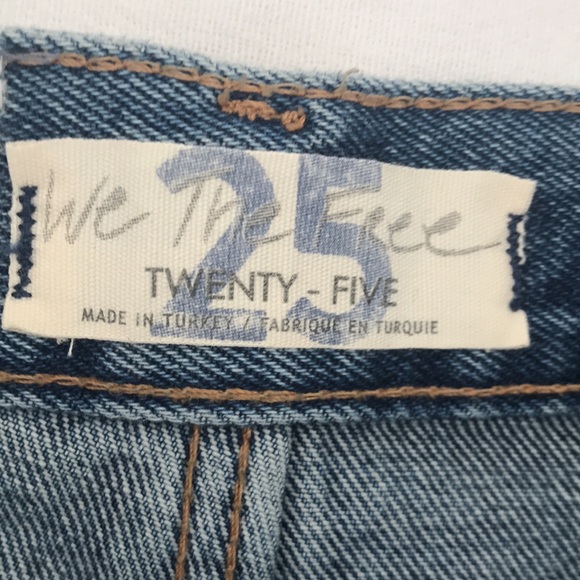 We The Free
25
TWENTY - FIVE
MADE IN TURKEY / FABRIQUE EN TURQUIE